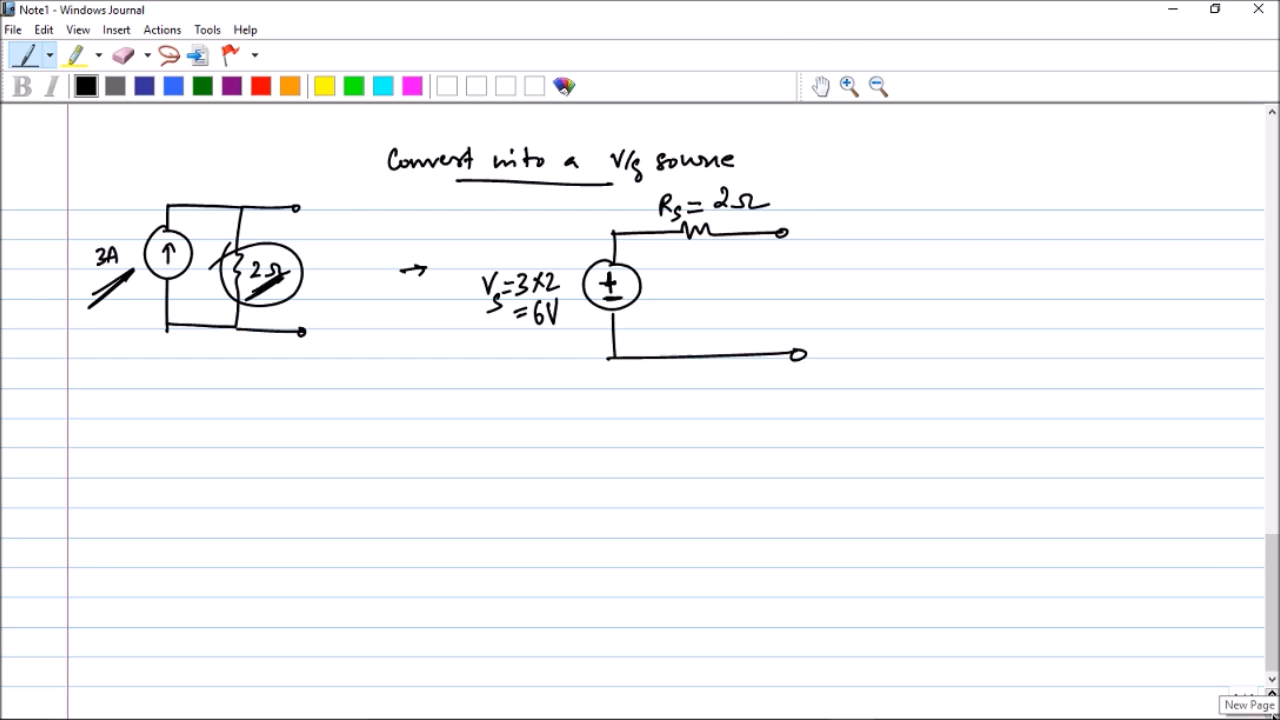 Note1 - Windows Journal
File Edit View Insert Actions Tools Help
B I
Convert into a V/g source
Rs = 2Ω
3A
2Ω
→
Vs = 3 × 2
= 6V
New Page